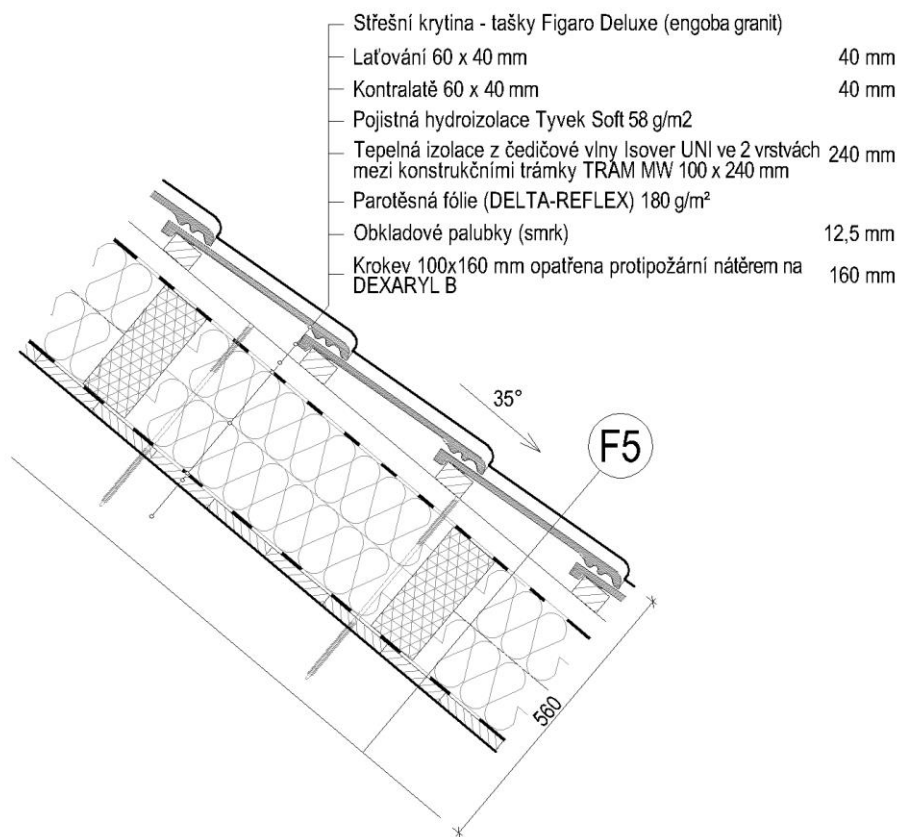 Střešní krytina - tašky Figaro Deluxe (engoba granit)
Laťování 60 x 40 mm 40 mm
Kontralatě 60 x 40 mm 40 mm
Pojistná hydroizolace Tyvek Soft 58 g/m2
Tepelná izolace z čedičové vlny Isover UNI ve 2 vrstvách 240 mm
mezi konstrukčními trámky TRAM MW 100 x 240 mm
Parotěsná fólie (DELTA-REFLEX) 180 g/m²
Obkladové palubky (smrk) 12,5 mm
Krokev 100x160 mm opatřena protipožární nátěrem na 160 mm
DEXARYL B
35°
F5
560